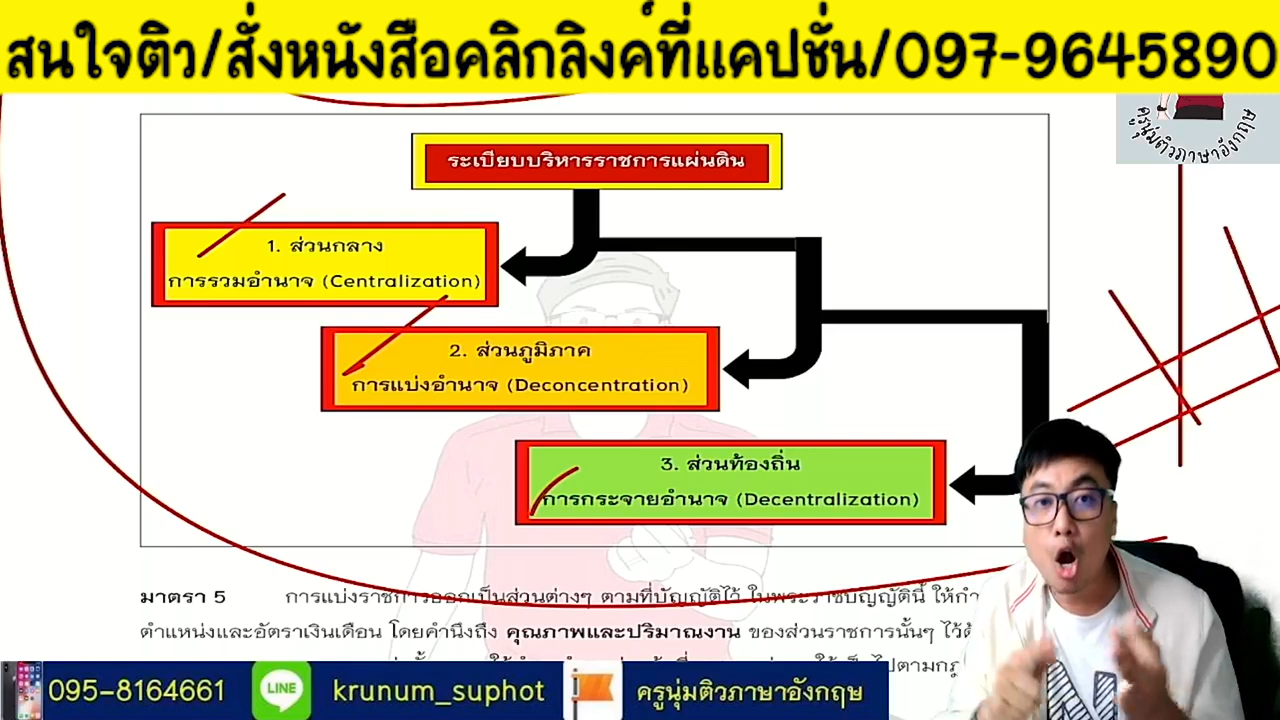 สนใจติว/สั่งหนังสือคลิกลิงค์ที่แคปชั่น/097-9645890
ครูนุ่มติวภาษาอังกฤษ
ระเบียบบริหารราชการแผ่นดิน
1. ส่วนกลาง
การรวมอำนาจ (Centralization)
2. ส่วนภูมิภาค
การแบ่งอำนาจ (Deconcentration)
3. ส่วนท้องถิ่น
การกระจายอำนาจ (Decentralization)
มาตรา 5 การแบ่งราชการออกเป็นส่วนต่างๆ ตามที่บัญญัติไว้ ในพระราชบัญญัตินี้ ให้กำ
ตำแหน่งและอัตราเงินเดือน โดยคำนึงถึง คุณภาพและปริมาณงาน ของส่วนราชการนั้นๆ ไว้ด้
095-8164661 LINE krunum_suphot ครูนุ่มติวภาษาอังกฤษ